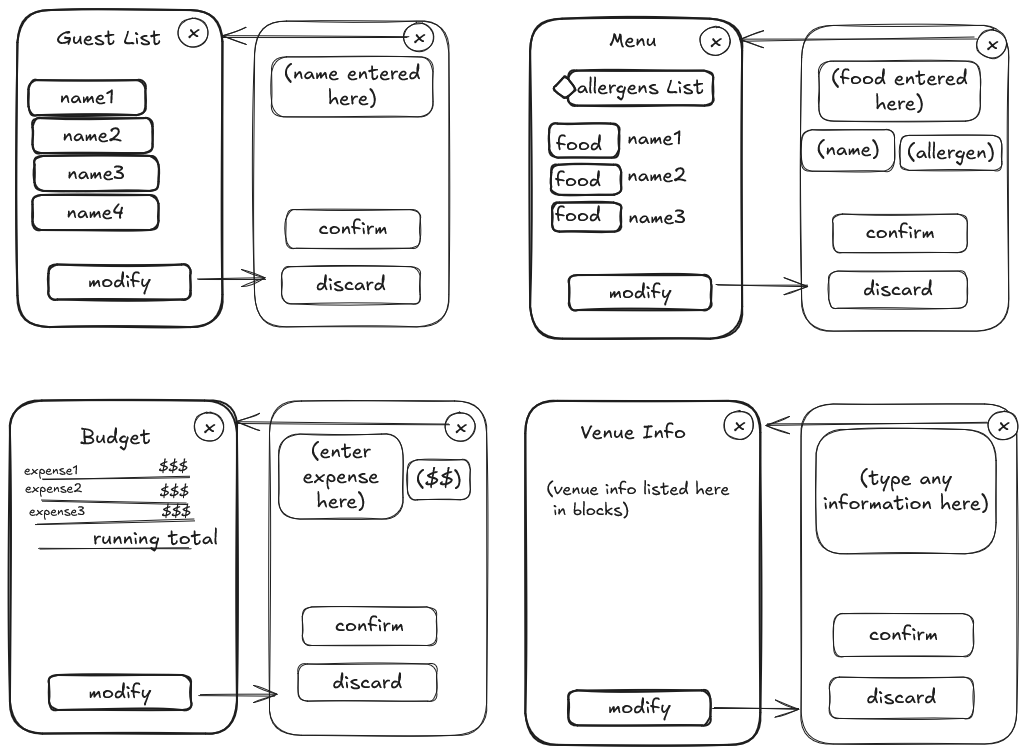 Guest List
x
name1
name2
name3
name4
modify
x
(name entered
here)
confirm
discard
Menu
x
allergens List
food name1
food name2
food name3
modify
x
(food entered
here)
(name) (allergen)
confirm
discard
Budget
x
expense1 $$$
expense2 $$$
expense3 $$$
running total
modify
x
(enter
expense
here)
($$)
confirm
discard
Venue Info
x
(venue info listed here
in blocks)
modify
x
(type any
information here)
confirm
discard